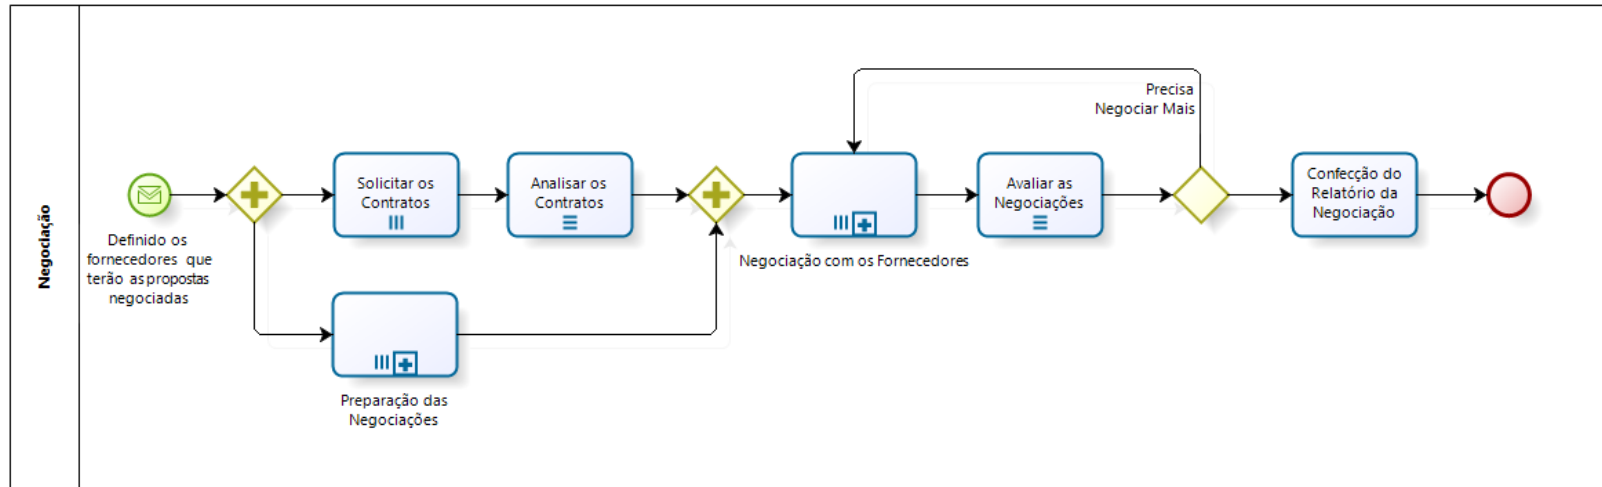 Negociação
Definido os
fornecedores que
terão as propostas
negociadas
Solicitar os
Contratos
Analisar os
Contratos
Preparação das
Negociações
Negociação com os Fornecedores
Avaliar as
Negociações
Precisa
Negociar Mais
Confecção do
Relatório da
Negociação